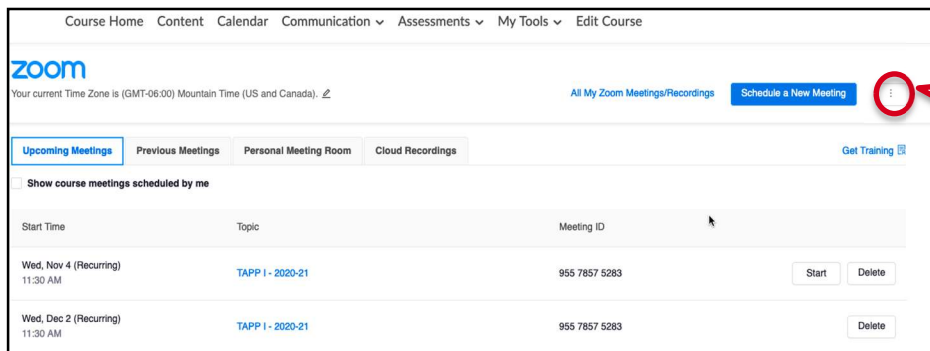 Course Home Content Calendar Communication Assessments My Tools Edit Course
zoom
Your current Time Zone is (GMT-06:00) Mountain Time (US and Canada).
All My Zoom Meetings/Recordings Schedule a New Meeting
Upcoming Meetings Previous Meetings Personal Meeting Room Cloud Recordings Get Training
Show course meetings scheduled by me
Start Time Topic Meeting ID
Wed, Nov 4 (Recurring)
11:30 AM
TAPP I - 2020-21 955 7857 5283 Start Delete
Wed, Dec 2 (Recurring)
11:30 AM
TAPP I - 2020-21 955 7857 5283 Delete